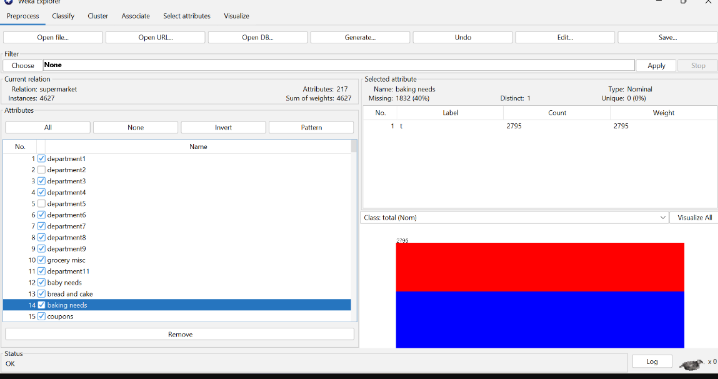 Weka Explorer
Preprocess Classify Cluster Associate Select attributes Visualize
Open file... Open URL... Open DB... Generate... Undo Edit... Save...
Filter
Choose None Apply Stop
Current relation
Relation: supermarket Attributes: 217
Instances: 4627 Sum of weights: 4627
Attributes
All None Invert Pattern
No. Name
1 department1
2 department2
3 department3
4 department4
5 department5
6 department6
7 department7
8 department8
9 department9
10 grocery misc
11 department11
12 baby needs
13 bread and cake
14 baking needs
15 coupons
Remove
Selected attribute
Name: baking needs Type: Nominal
Missing: 1832 (40%) Distinct: 1 Unique: 0 (0%)
No. Label Count Weight
1 t 2795 2795
Class: total (Nom) Visualize All
2795
Status
OK Log x 0